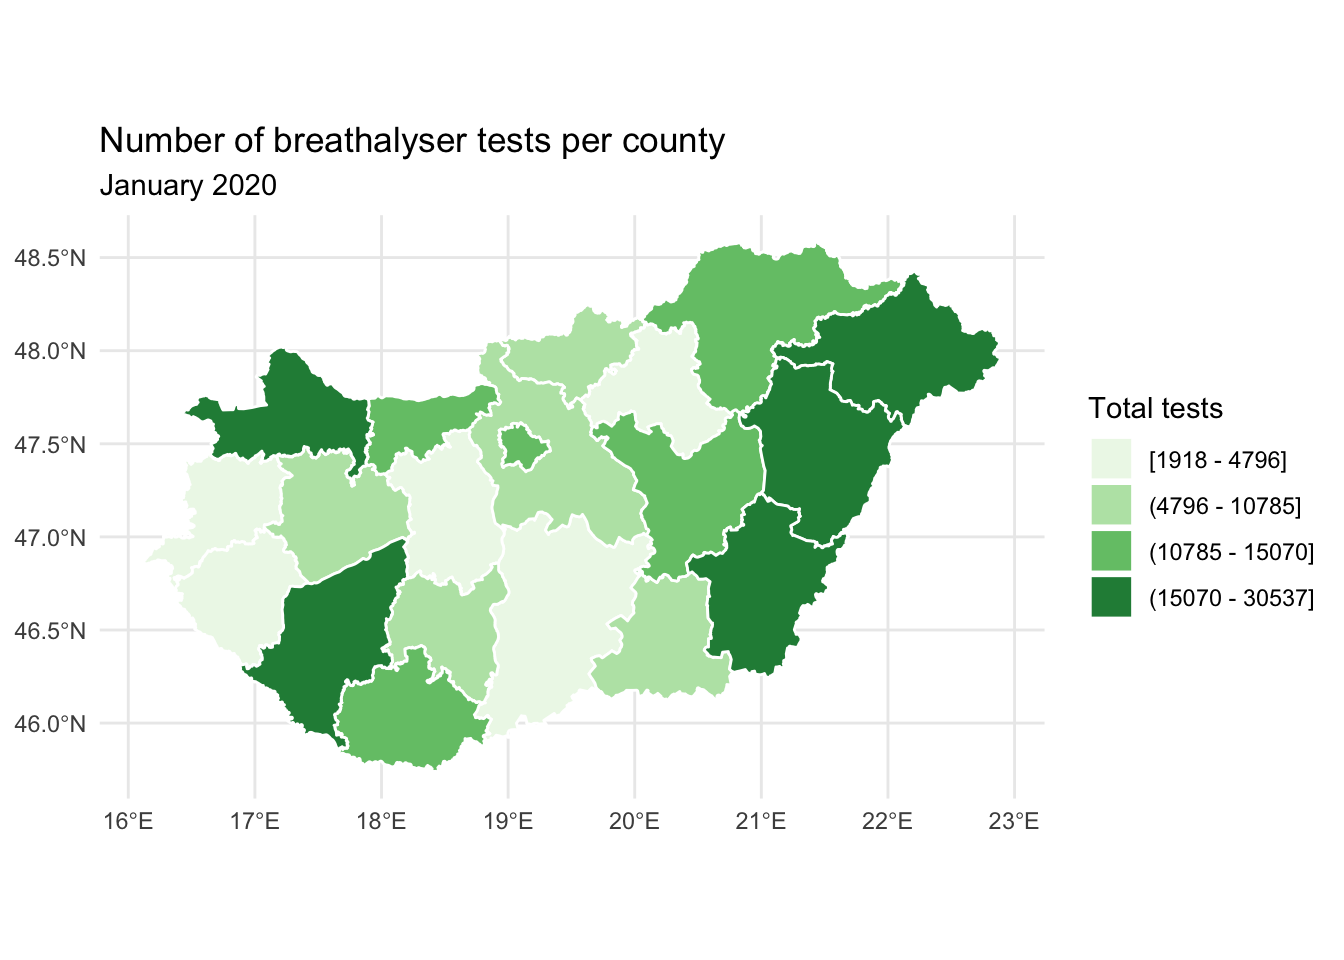 Number of breathalyser tests per county
January 2020
48.5°N
48.0°N
47.5°N
47.0°N
46.5°N
46.0°N
16°E 17°E 18°E 19°E 20°E 21°E 22°E 23°E
Total tests
[1918 - 4796]
(4796 - 10785]
(10785 - 15070]
(15070 - 30537]